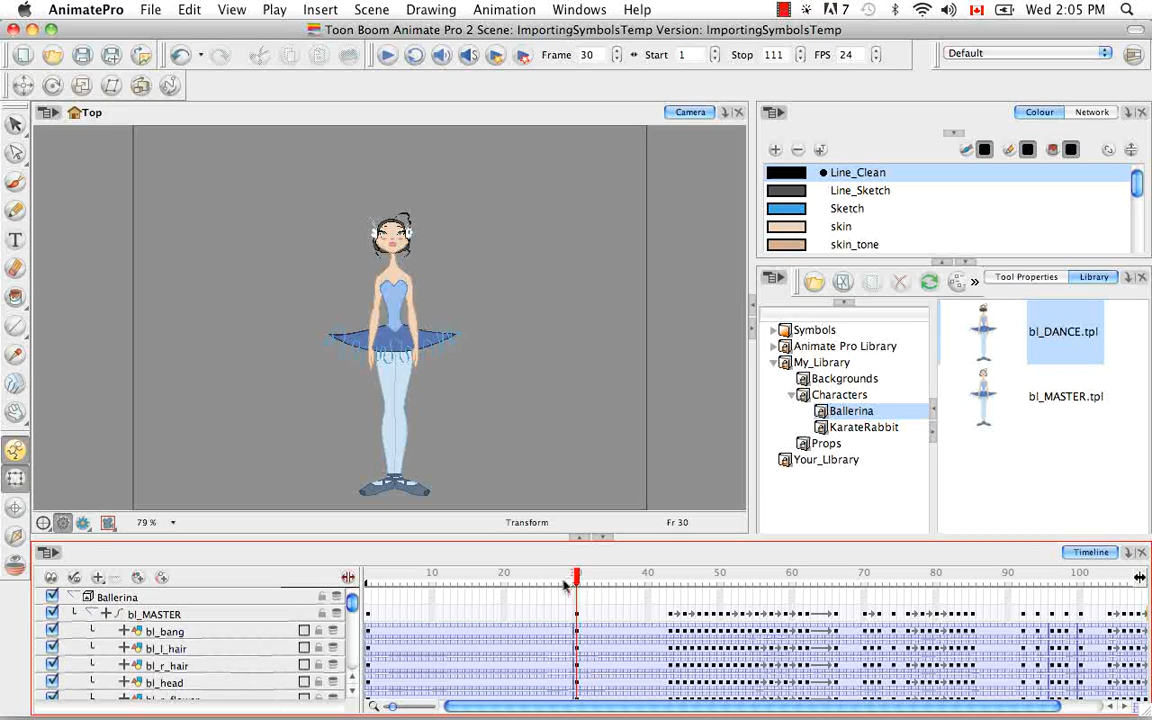 AnimatePro File Edit View Play Insert Scene Drawing Animation Windows Help 7 Wed 2:05 PM
Toon Boom Animate Pro 2 Scene: ImportingSymbolsTemp Version: ImportingSymbolsTemp
Frame 30 Start 1 Stop 111 FPS 24 Default
Top Camera
Colour Network
Line_Clean
Line_Sketch
Sketch
skin
skin_tone
Tool Properties Library
Symbols
Animate Pro Library
My_Library
Backgrounds
Characters
Ballerina
KarateRabbit
Props
Your_Library
bl_DANCE.tpl
bl_MASTER.tpl
79 % Transform Fr 30
Timeline
10 20 40 50 60 70 80 90 100
Ballerina
bl_MASTER
bl_bang
bl_l_hair
bl_r_hair
bl_head
bl_r_flower